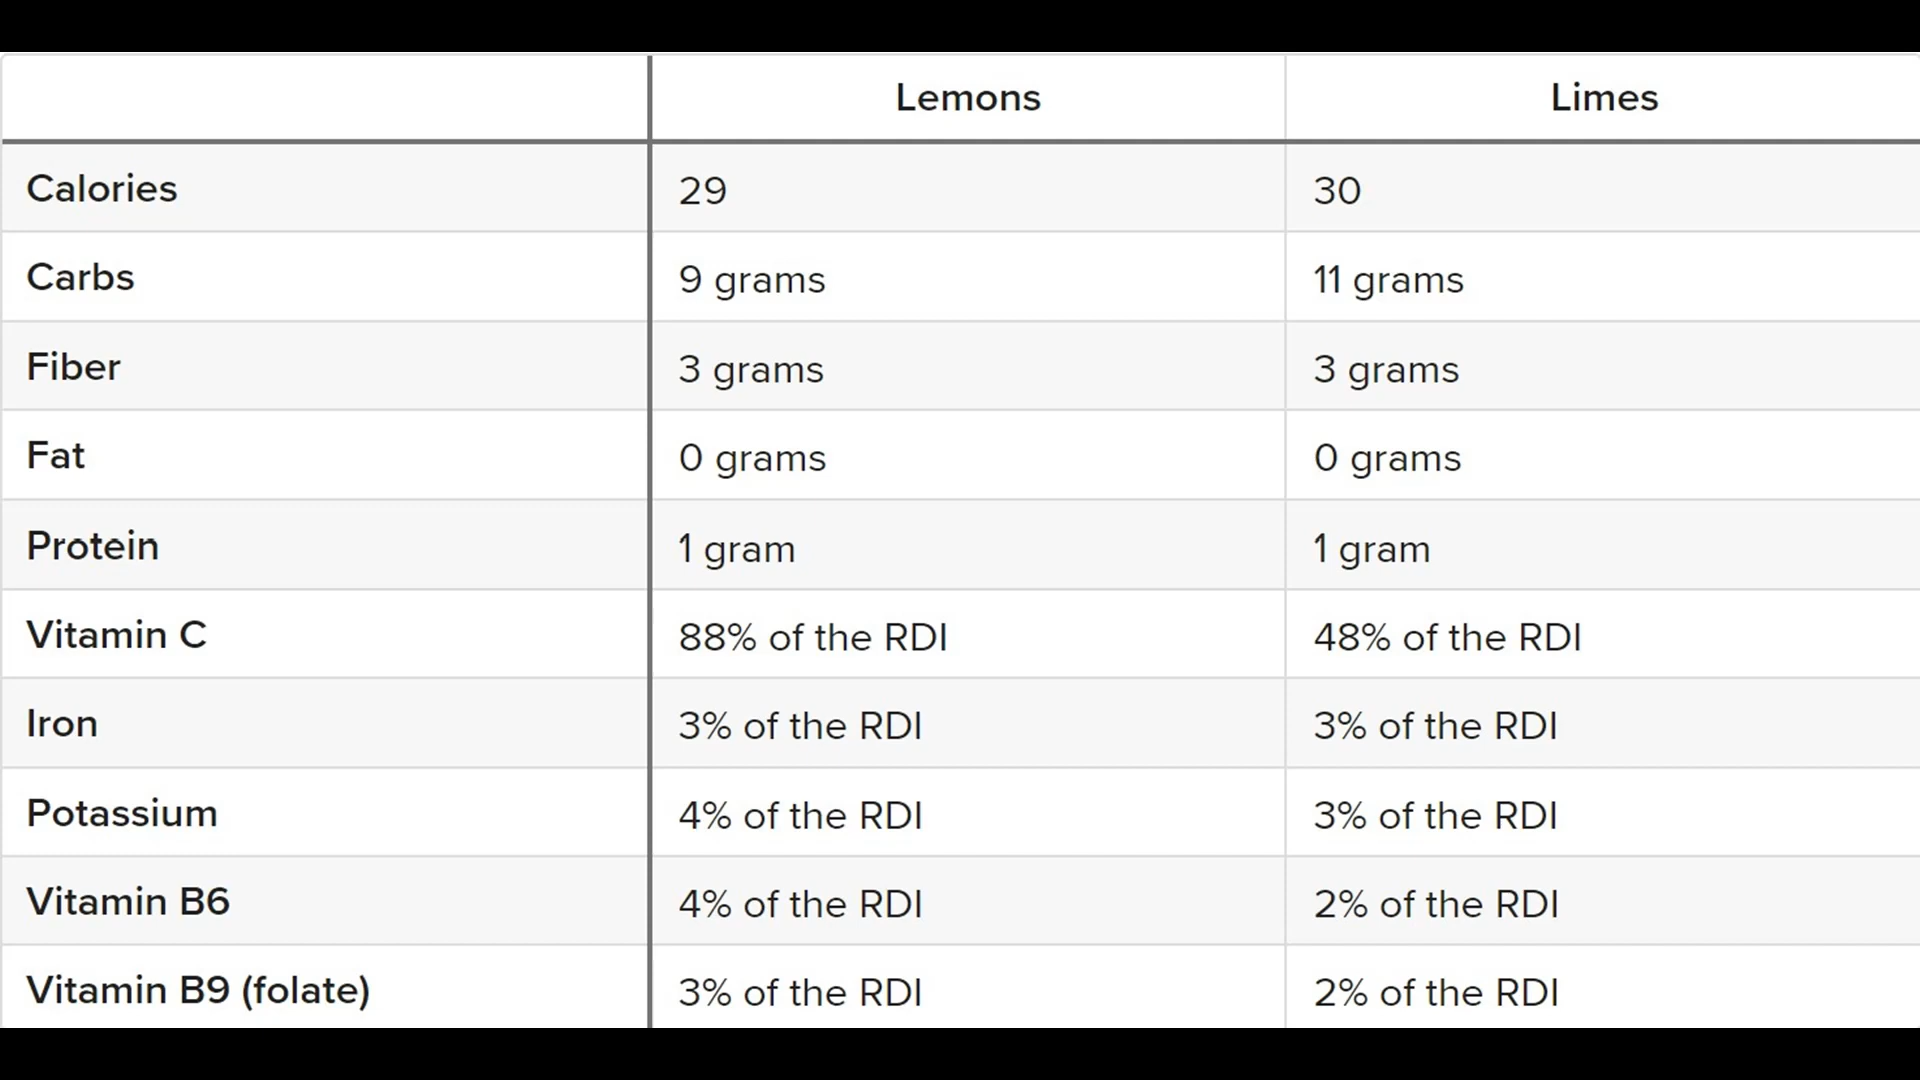 Lemons Limes
Calories 29 30
Carbs 9 grams 11 grams
Fiber 3 grams 3 grams
Fat 0 grams 0 grams
Protein 1 gram 1 gram
Vitamin C 88% of the RDI 48% of the RDI
Iron 3% of the RDI 3% of the RDI
Potassium 4% of the RDI 3% of the RDI
Vitamin B6 4% of the RDI 2% of the RDI
Vitamin B9 (folate) 3% of the RDI 2% of the RDI